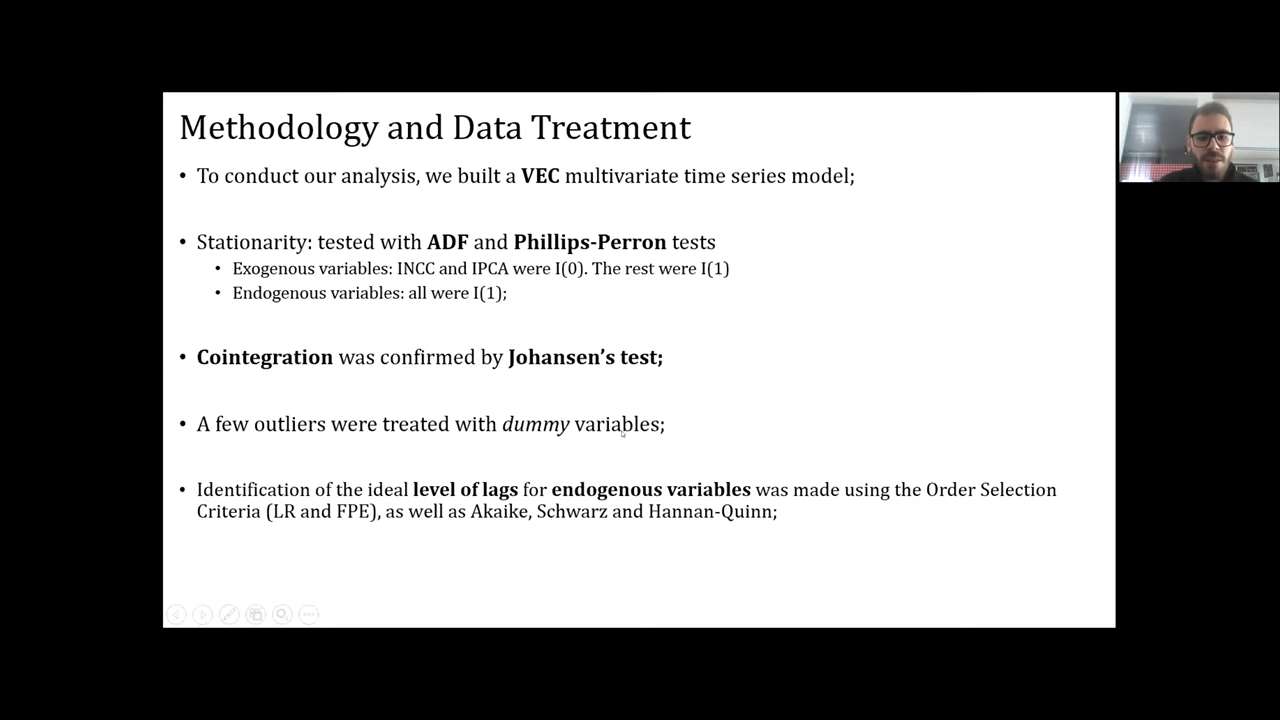 Methodology and Data Treatment
• To conduct our analysis, we built a VEC multivariate time series model;
• Stationarity: tested with ADF and Phillips-Perron tests
• Exogenous variables: INCC and IPCA were I(0). The rest were I(1)
• Endogenous variables: all were I(1);
• Cointegration was confirmed by Johansen’s test;
• A few outliers were treated with dummy variables;
• Identification of the ideal level of lags for endogenous variables was made using the Order Selection
Criteria (LR and FPE), as well as Akaike, Schwarz and Hannan-Quinn;